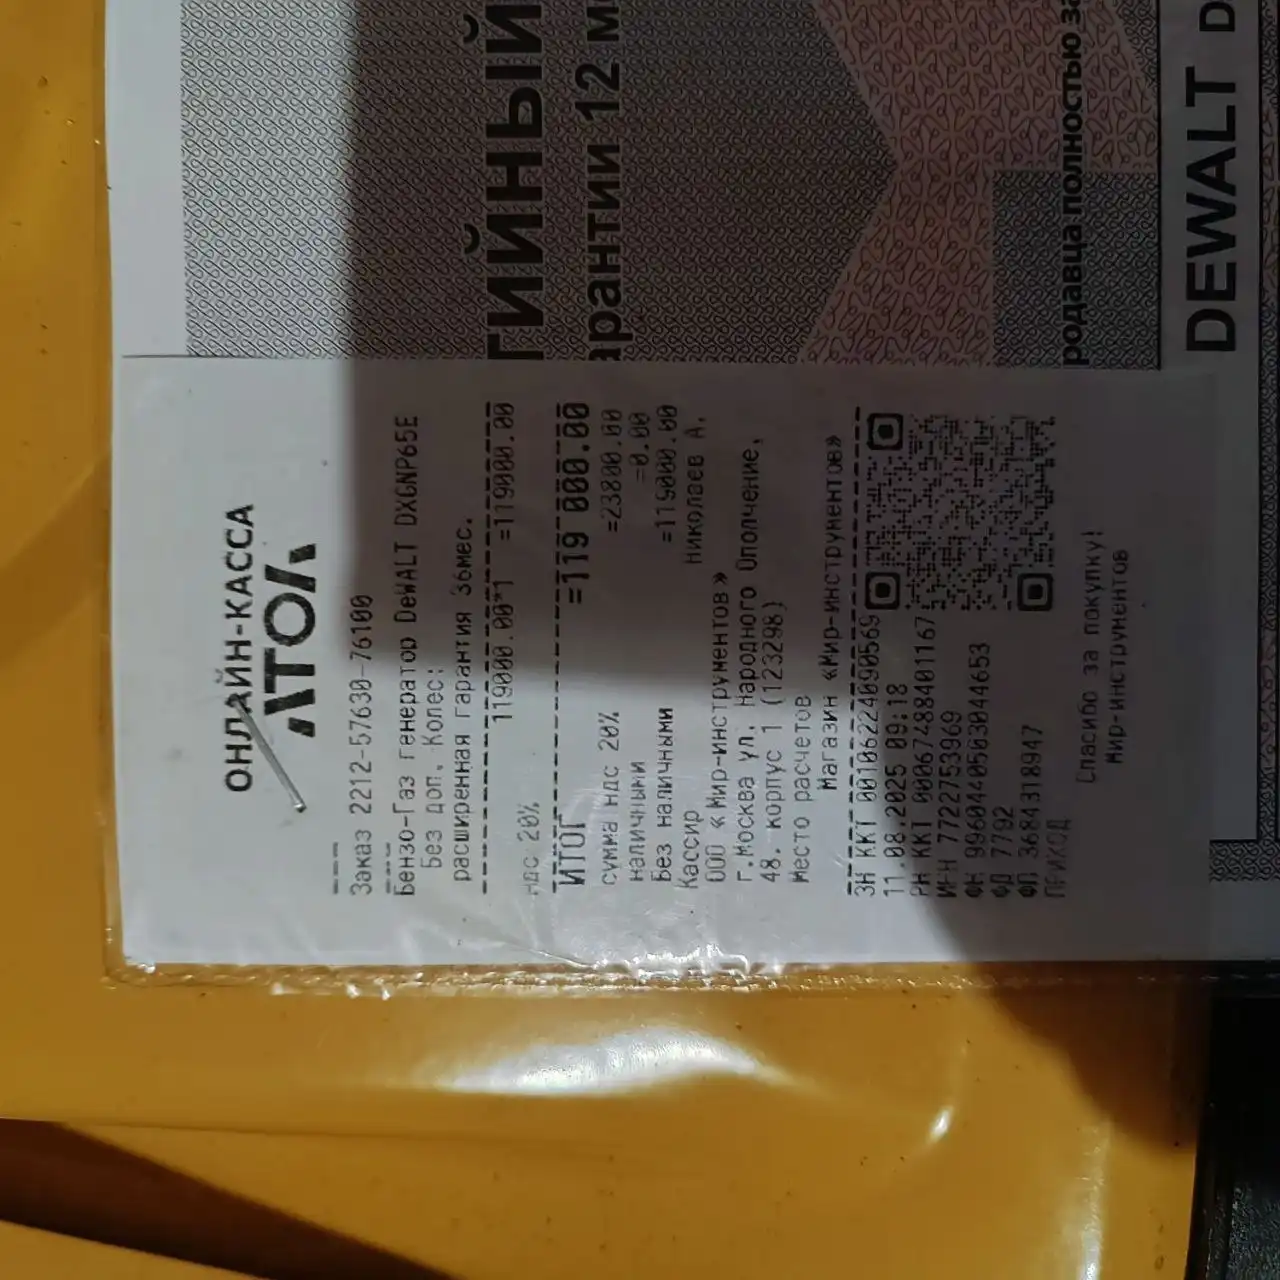 ГИЙНЫЙ
арантии 12 м
родавца полностью за
DEWALT D
ОНЛАЙН-КАССА
АТОЛ
Заказ 2212-57630-76100
Бензо-Газ генератор DeWALT DXGNP65E
Без доп. Колес:
расширенная гарантия 36мес.
119000.00*1 =119000.00
ндс 20%
ИТОГ =119 000.00
сумма ндс 20% =23800.00
наличными =0.00
Без наличными =119000.00
Кассир Николаев А.
ООО «Мир-инструментов»
г.Москва ул. Народного Ополчение,
48. корпус 1 (123298)
Место расчетов
Магазин «Мир-инструментов»
ЗН ККТ 00106224090569
11.08.2025 09:18
РН ККТ 000674888401167
ИНН 7722753969
ФН 9960440503044653
ФД 7792
ФП 3684318947
ПРИХОД
Спасибо за покупку!
мир-инструментов